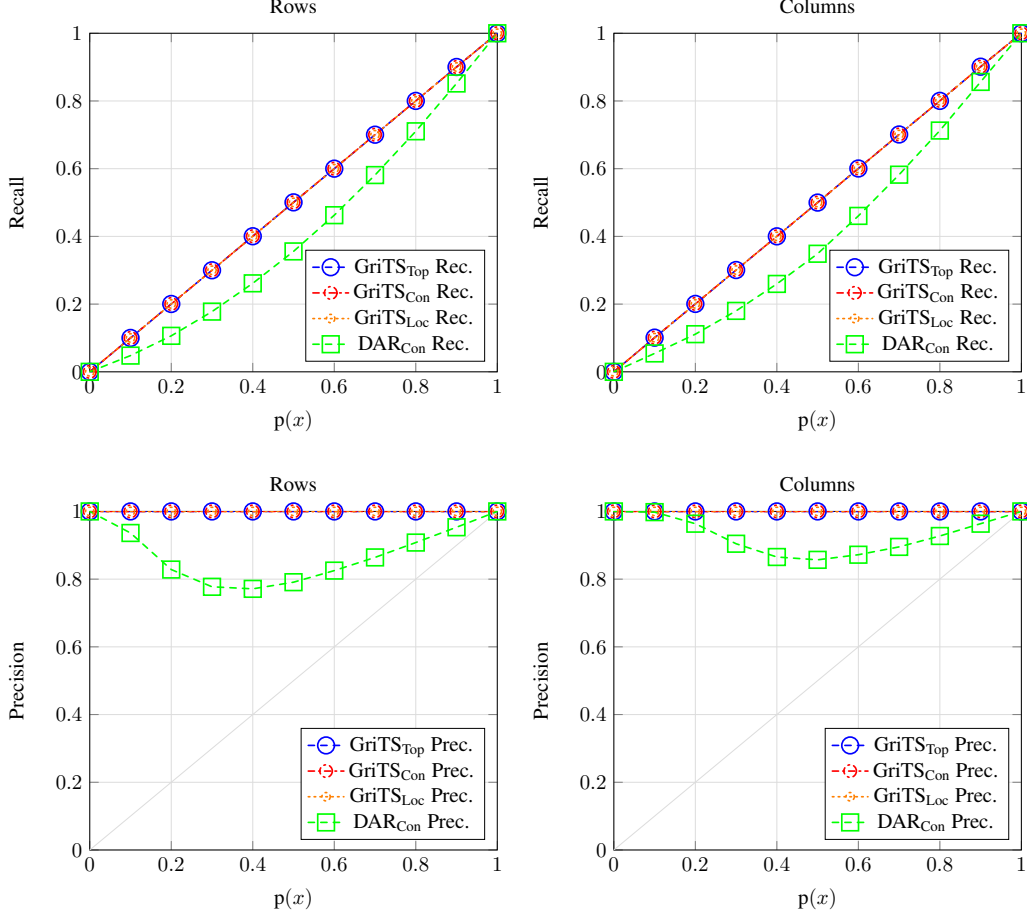 Rows
1
0.8
0.6
0.4
0.2
0
Recall
GriTS_Top Rec.
GriTS_Con Rec.
GriTS_Loc Rec.
DAR_Con Rec.
0 0.2 0.4 0.6 0.8 1
p(x)
Columns
1
0.8
0.6
0.4
0.2
0
Recall
GriTS_Top Rec.
GriTS_Con Rec.
GriTS_Loc Rec.
DAR_Con Rec.
0 0.2 0.4 0.6 0.8 1
p(x)
Rows
1
0.8
0.6
0.4
0.2
0
Precision
GriTS_Top Prec.
GriTS_Con Prec.
GriTS_Loc Prec.
DAR_Con Prec.
0 0.2 0.4 0.6 0.8 1
p(x)
Columns
1
0.8
0.6
0.4
0.2
0
Precision
GriTS_Top Prec.
GriTS_Con Prec.
GriTS_Loc Prec.
DAR_Con Prec.
0 0.2 0.4 0.6 0.8 1
p(x)